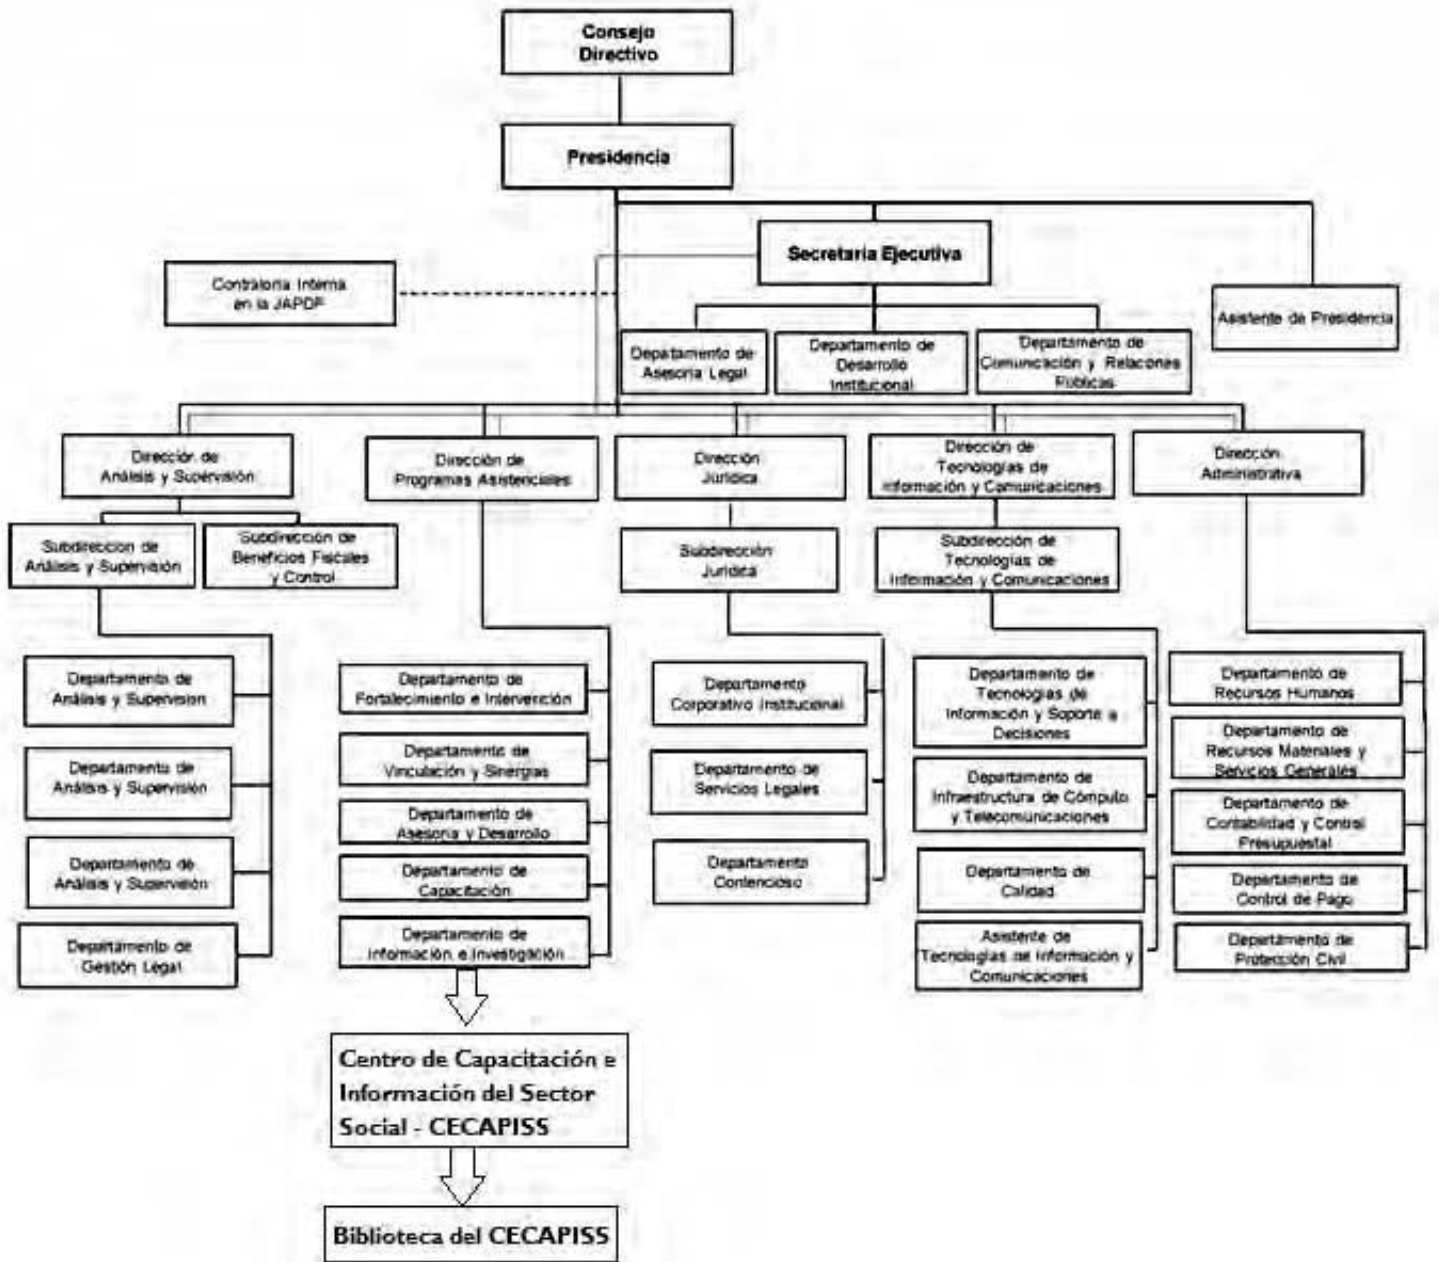 Consejo
Directivo
Presidencia
Secretaria Ejecutiva
Contraloria Interna
en la JAPDF
Asistente de Presidencia
Departamento de
Asesoria Legal
Departamento de
Desarrollo
Institucional
Departamento de
Comunicación y Relaciones
Públicas
Dirección de
Análisis y Supervisión
Dirección de
Programas Asistenciales
Dirección
Jurídica
Dirección de
Tecnologías de
Información y Comunicaciones
Dirección
Administrativa
Subdireccion de
Análisis y Supervisión
Subdirección de
Beneficios Fiscales
y Control
Subdirección
Jurídica
Subdirección de
Tecnologías de
Información y Comunicaciones
Departamento de
Análisis y Supervision
Departamento de
Análisis y Supervisión
Departamento de
Análisis y Supervisión
Departamento de
Gestión Legal
Departamento de
Fortalecimiento e Intervención
Departamento de
Vinculación y Sinergias
Departamento de
Asesoria y Desarrollo
Departamento de
Capacitación
Departamento de
Información e Investigación
Departamento
Corporativo Institucional
Departamento de
Servicios Legales
Departamento
Contencioso
Departamento de
Tecnologías de
Información y Soporte a
Decisiones
Departamento de
Infraestructura de Cómputo
y Telecomunicaciones
Departamento de
Calidad
Asistente de
Tecnologías de Información y
Comunicaciones
Departamento de
Recursos Humanos
Departamento de
Recursos Materiales y
Servicios Generales
Departamento de
Contabilidad y Control
Presupuestal
Departamento de
Control de Pago
Departamento de
Protección Civil
Centro de Capacitación e
Información del Sector
Social - CECAPISS
Biblioteca del CECAPISS